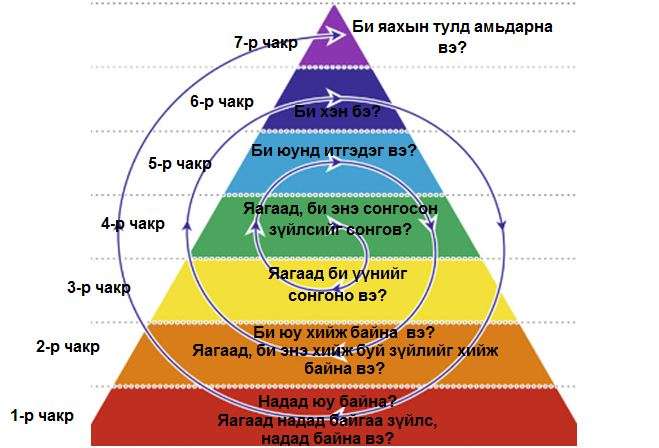 7-р чакр
Би яахын тулд амьдарна
вэ?
6-р чакр
Би хэн бэ?
5-р чакр
Би юунд итгэдэг вэ?
4-р чакр
Яагаад, би энэ сонгосон
зүйлсийг сонгов?
3-р чакр
Яагаад би үүнийг
сонгоно вэ?
2-р чакр
Би юу хийж байна вэ?
Яагаад, би энэ хийж буй зүйлийг хийж
байна вэ?
1-р чакр
Надад юу байна?
Яагаад надад байгаа зүйлс,
надад байна вэ?